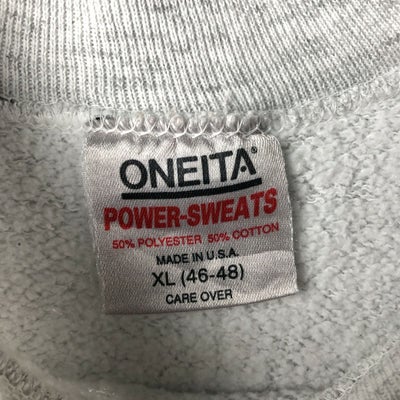 ONEITA®
POWER-SWEATS
50% POLYESTER 50% COTTON
MADE IN U.S.A.
XL (46-48)
CARE OVER